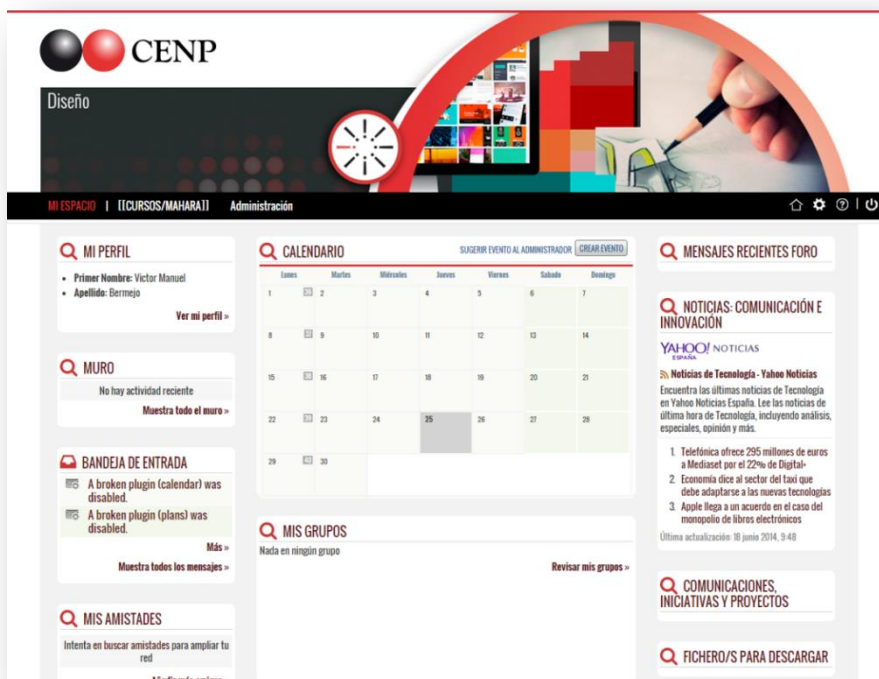 CENP
Diseño
MI ESPACIO | [[CURSOS/MAHARA]] Administración
MI PERFIL
• Primer Nombre: Victor Manuel
• Apellido: Bermejo
Ver mi perfil »
MURO
No hay actividad reciente
Muestra todo el muro »
BANDEJA DE ENTRADA
A broken plugin (calendar) was
disabled.
A broken plugin (plans) was
disabled.
Más »
Muestra todos los mensajes »
MIS AMISTADES
Intenta en buscar amistades para ampliar tu
red
CALENDARIO
SUGERIR EVENTO AL ADMINISTRADOR CREAR EVENTO
Lunes Martes Miércoles Jueves Viernes Sabado Domingo
1 2 3 4 5 6 7
8 9 10 11 12 13 14
15 16 17 18 19 20 21
22 23 24 25 26 27 28
29 30
MIS GRUPOS
Nada en ningún grupo
Revisar mis grupos »
MENSAJES RECIENTES FORO
NOTICIAS: COMUNICACIÓN E
INNOVACIÓN
YAHOO! NOTICIAS
ESPAÑA
Noticias de Tecnología - Yahoo Noticias
Encuentra las últimas noticias de Tecnología
en Yahoo Noticias España. Lee las noticias de
última hora de Tecnología, incluyendo análisis,
especiales, opinión y más.
1. Telefónica ofrece 295 millones de euros
a Mediaset por el 22% de Digital+
2. Economía dice al sector del taxi que
debe adaptarse a las nuevas tecnologías
3. Apple llega a un acuerdo en el caso del
monopolio de libros electrónicos
Última actualización: 18 junio 2014, 9:48
COMUNICACIONES,
INICIATIVAS Y PROYECTOS
FICHERO/S PARA DESCARGAR